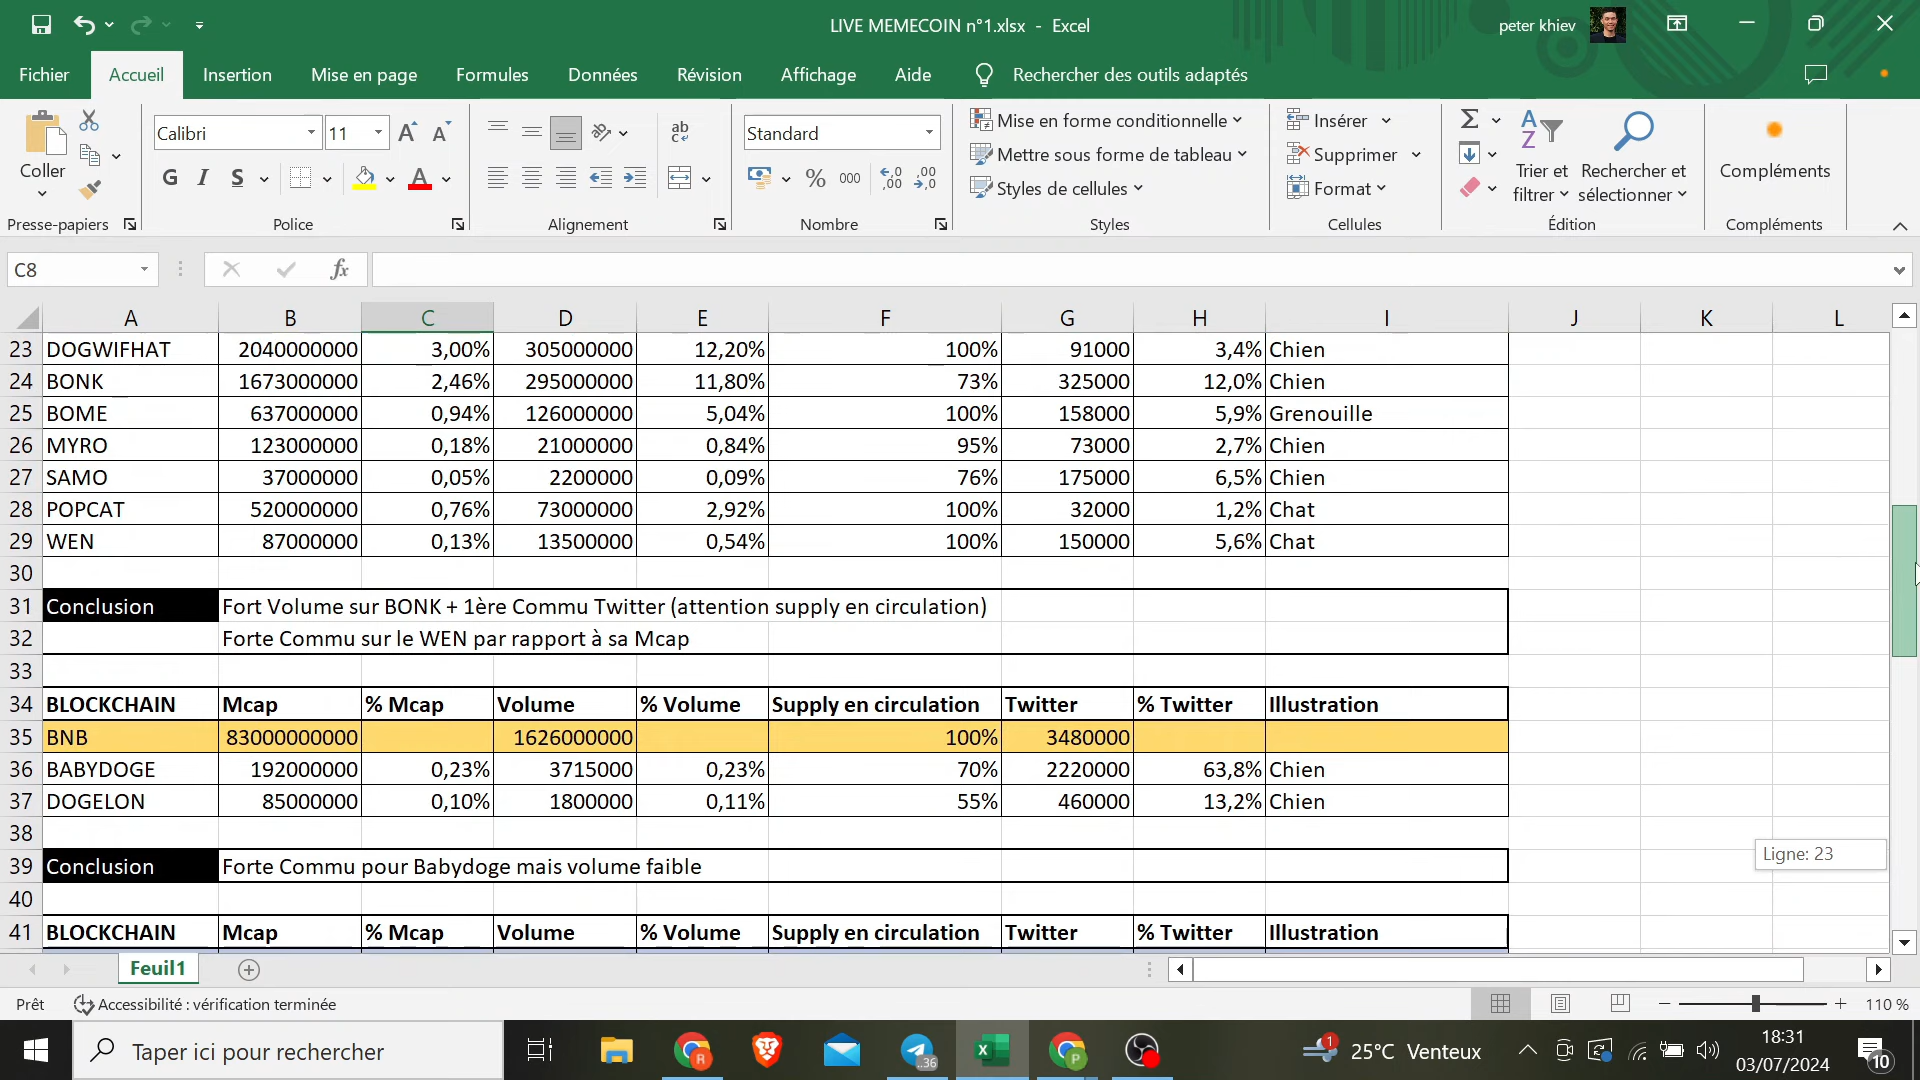 LIVE MEMECOIN n°1.xlsx - Excel
peter khiev
Fichier Accueil Insertion Mise en page Formules Données Révision Affichage Aide Rechercher des outils adaptés
Coller
Presse-papiers
Calibri 11
G I S
Police
ab
Alignement
Standard
% 000
Nombre
Mise en forme conditionnelle
Mettre sous forme de tableau
Styles de cellules
Styles
Insérer
Supprimer
Format
Cellules
Trier et filtrer
Rechercher et sélectionner
Édition
Compléments
Compléments
C8 fx
A B C D E F G H I J K L
23 DOGWIFHAT 2040000000 3,00% 305000000 12,20% 100% 91000 3,4% Chien
24 BONK 1673000000 2,46% 295000000 11,80% 73% 325000 12,0% Chien
25 BOME 637000000 0,94% 126000000 5,04% 100% 158000 5,9% Grenouille
26 MYRO 123000000 0,18% 21000000 0,84% 95% 73000 2,7% Chien
27 SAMO 37000000 0,05% 2200000 0,09% 76% 175000 6,5% Chien
28 POPCAT 520000000 0,76% 73000000 2,92% 100% 32000 1,2% Chat
29 WEN 87000000 0,13% 13500000 0,54% 100% 150000 5,6% Chat
30
31 Conclusion Fort Volume sur BONK + 1ère Commu Twitter (attention supply en circulation)
32 Forte Commu sur le WEN par rapport à sa Mcap
33
34 BLOCKCHAIN Mcap % Mcap Volume % Volume Supply en circulation Twitter % Twitter Illustration
35 BNB 83000000000 1626000000 100% 3480000
36 BABYDOGE 192000000 0,23% 3715000 0,23% 70% 2220000 63,8% Chien
37 DOGELON 85000000 0,10% 1800000 0,11% 55% 460000 13,2% Chien
38
Ligne: 23
39 Conclusion Forte Commu pour Babydoge mais volume faible
40
41 BLOCKCHAIN Mcap % Mcap Volume % Volume Supply en circulation Twitter % Twitter Illustration
Feuil1
Prêt Accessibilité : vérification terminée 110 %
Taper ici pour rechercher
25°C Venteux
18:31
03/07/2024